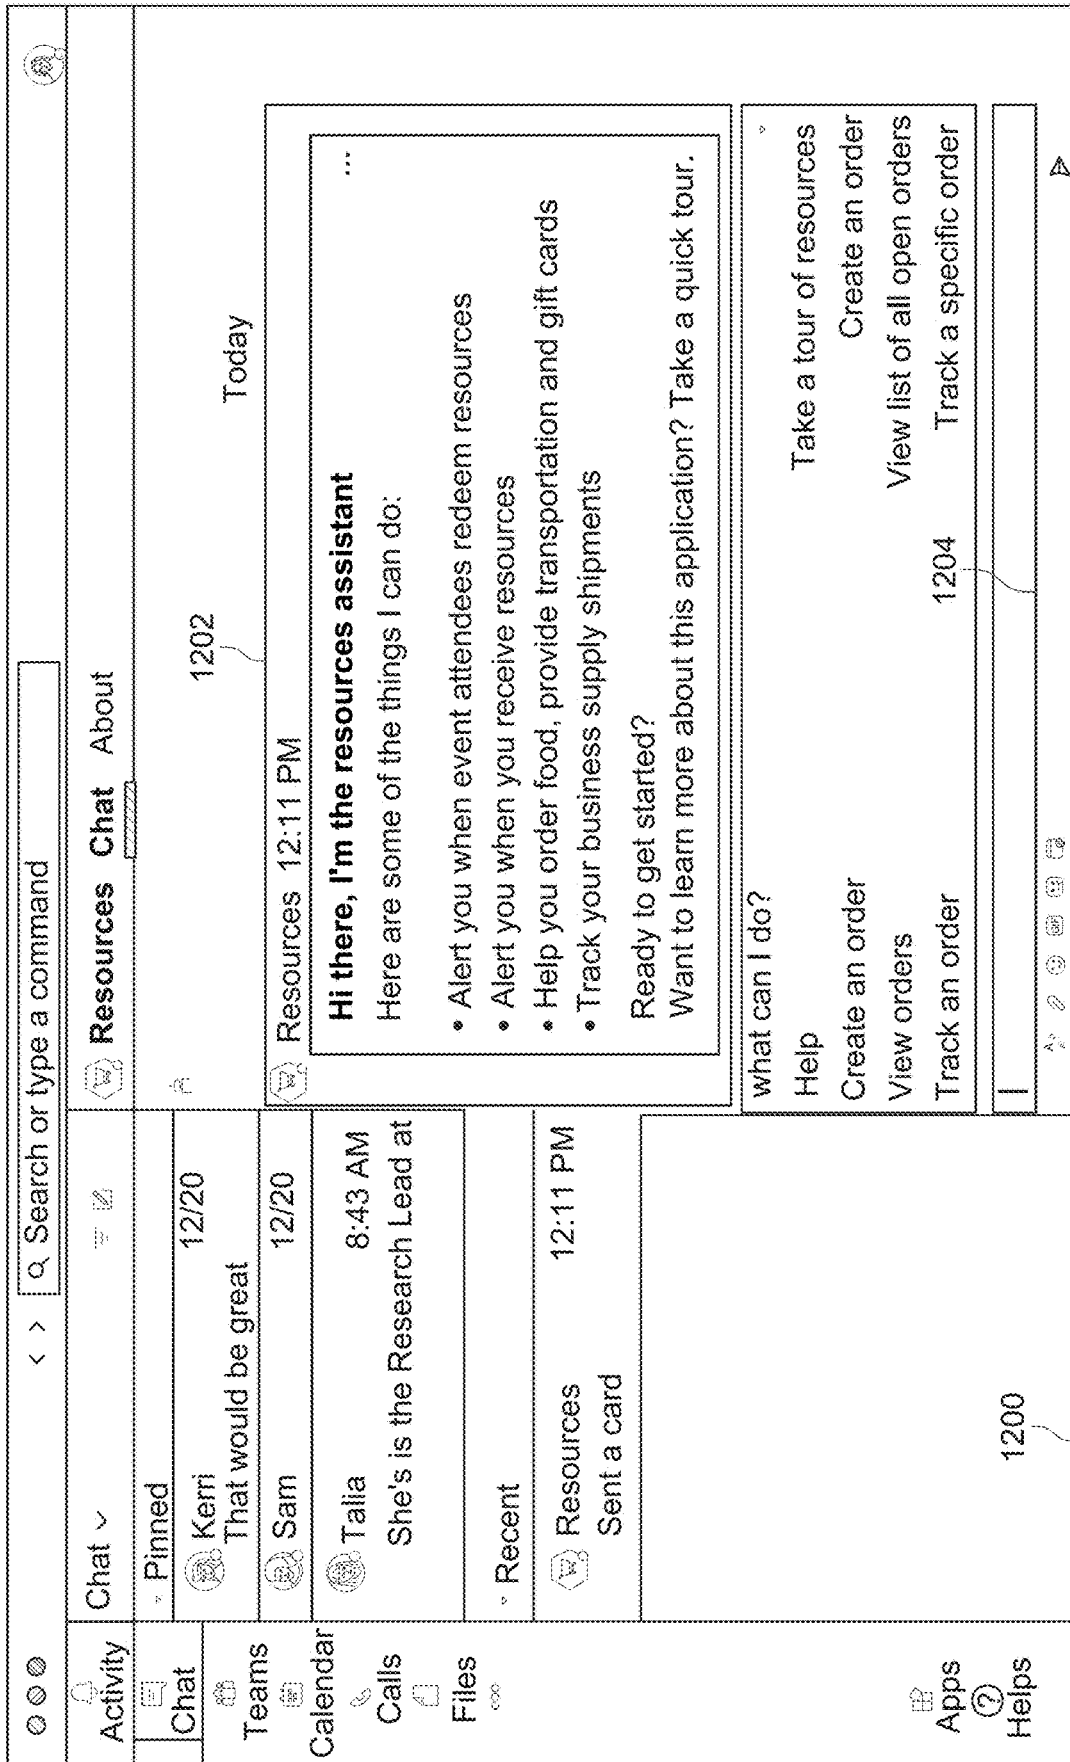 < > Search or type a command
Activity
Chat
Teams
Calendar
Calls
Files
Apps
Helps
Chat
Pinned
Kerri 12/20
That would be great
Sam 12/20
Talia 8:43 AM
She's is the Research Lead at
Recent
Resources 12:11 PM
Sent a card
1200
Resources Chat About
Today
1202
Resources 12:11 PM
Hi there, I'm the resources assistant ...
Here are some of the things I can do:
• Alert you when event attendees redeem resources
• Alert you when you receive resources
• Help you order food, provide transportation and gift cards
• Track your business supply shipments
Ready to get started?
Want to learn more about this application? Take a quick tour.
what can I do?
Help Take a tour of resources
Create an order Create an order
View orders View list of all open orders
Track an order Track a specific order
1204